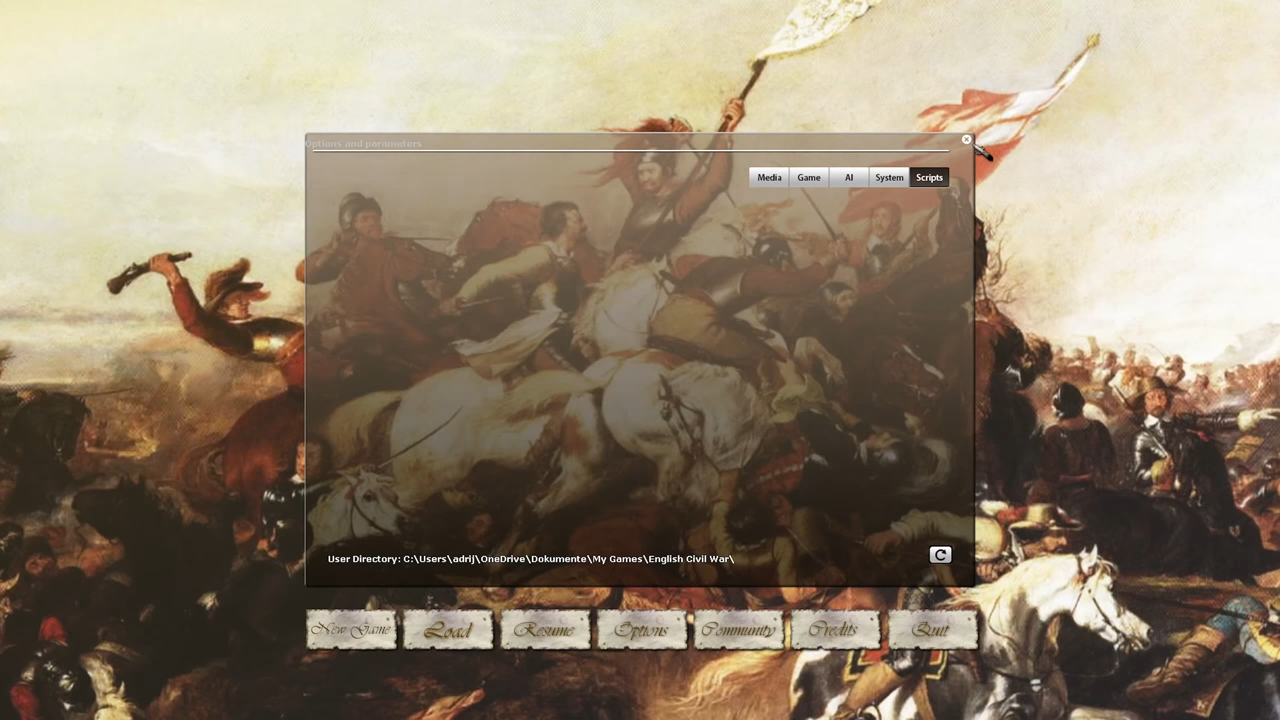 Options and parameters
Media Game AI System Scripts
User Directory: C:\Users\adrij\OneDrive\Dokumente\My Games\English Civil War\
New Game Load Resume Options Community Credits Quit